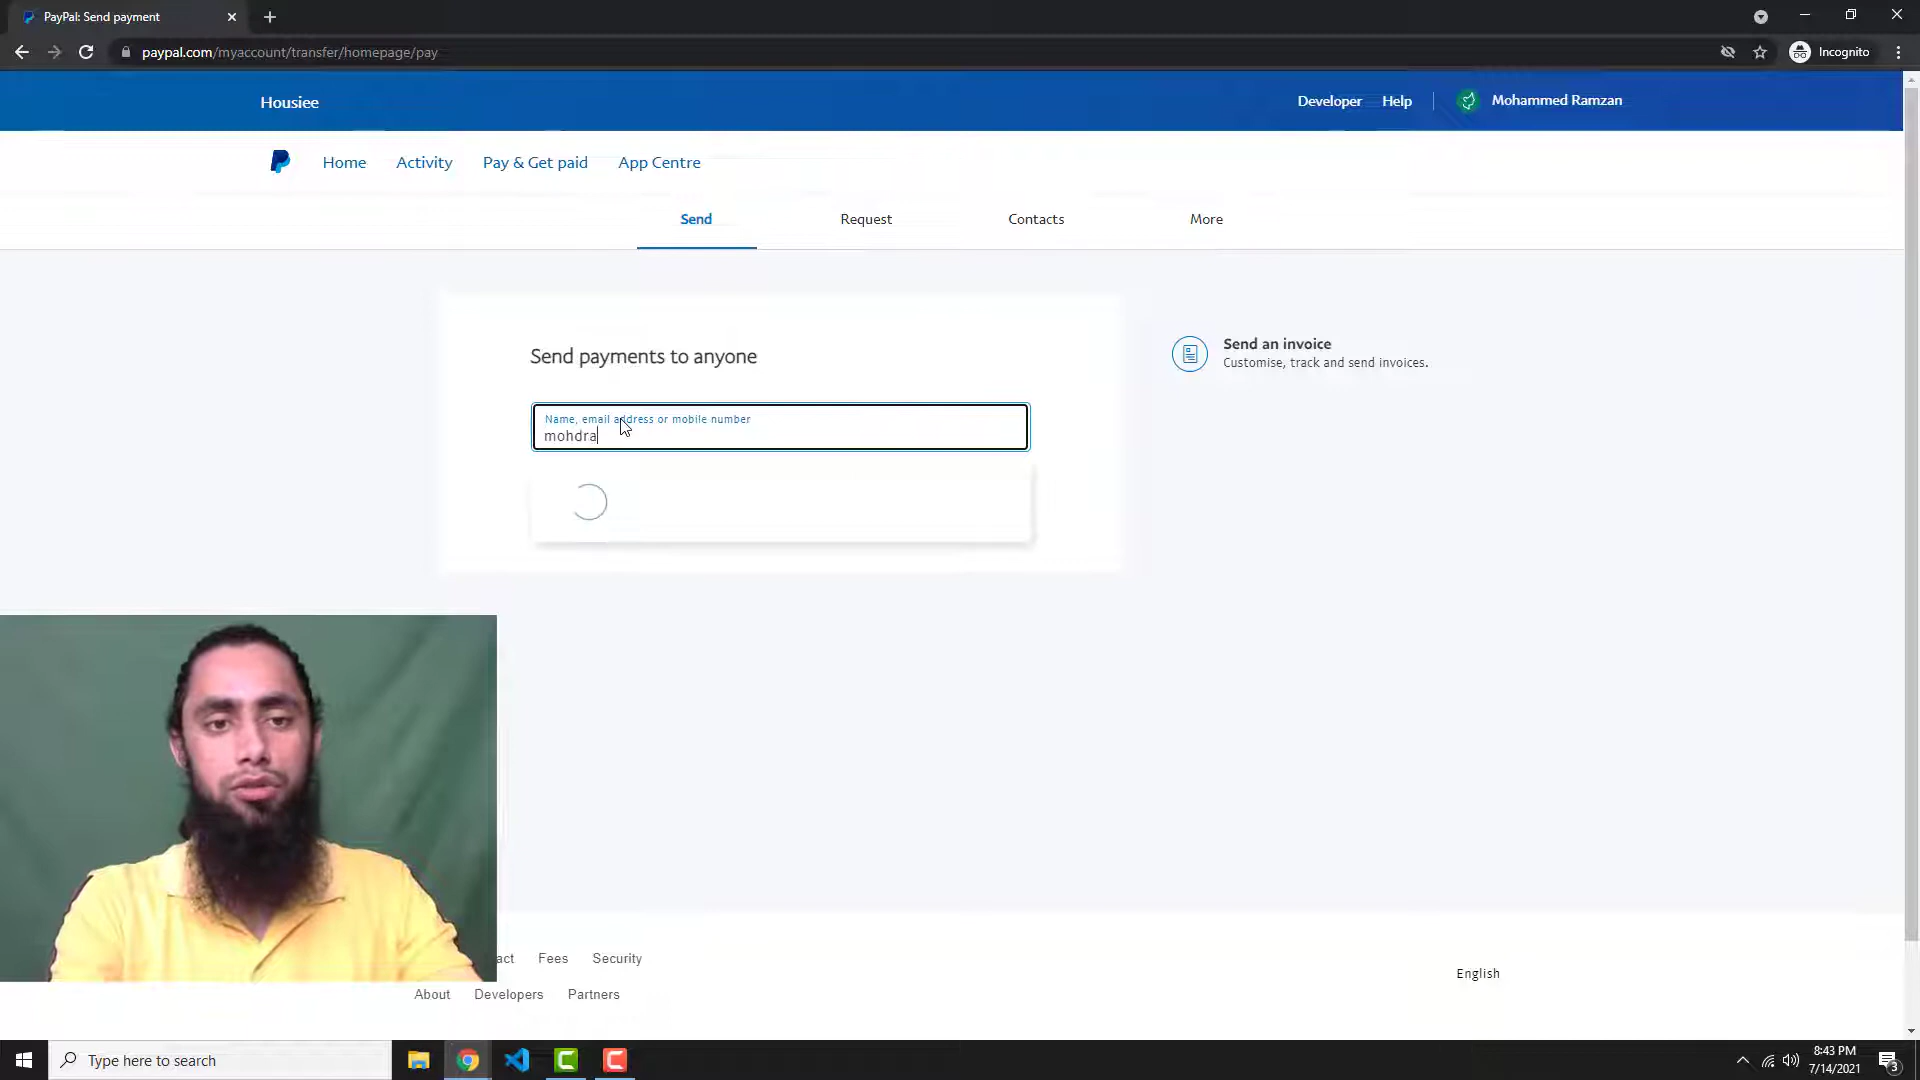 PayPal: Send payment
paypal.com/myaccount/transfer/homepage/pay
Incognito
Housiee
Developer Help Mohammed Ramzan
Home Activity Pay & Get paid App Centre
Send Request Contacts More
Send payments to anyone
Name, email address or mobile number
mohdra
Send an invoice
Customise, track and send invoices.
act Fees Security
English
About Developers Partners
Type here to search
8:43 PM
7/14/2021
3